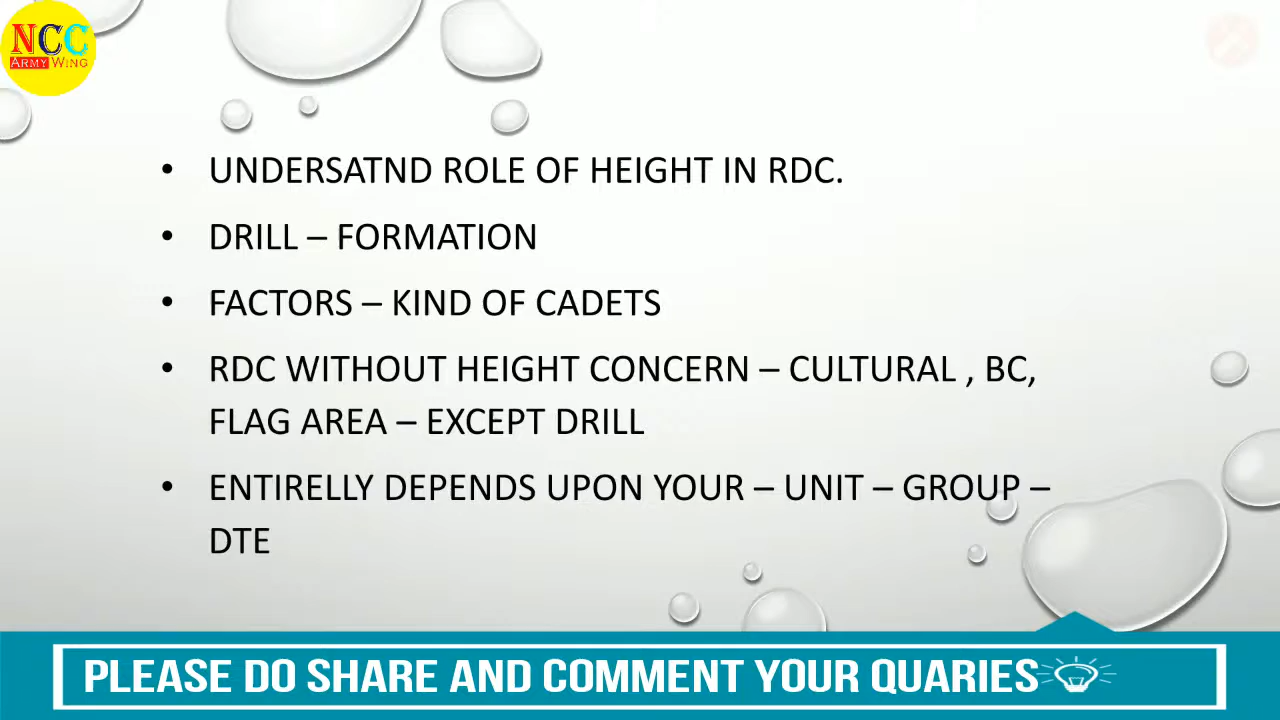 NCC
ARMY WING
• UNDERSATND ROLE OF HEIGHT IN RDC.
• DRILL – FORMATION
• FACTORS – KIND OF CADETS
• RDC WITHOUT HEIGHT CONCERN – CULTURAL , BC,
FLAG AREA – EXCEPT DRILL
• ENTIRELLY DEPENDS UPON YOUR – UNIT – GROUP –
DTE
PLEASE DO SHARE AND COMMENT YOUR QUARIES